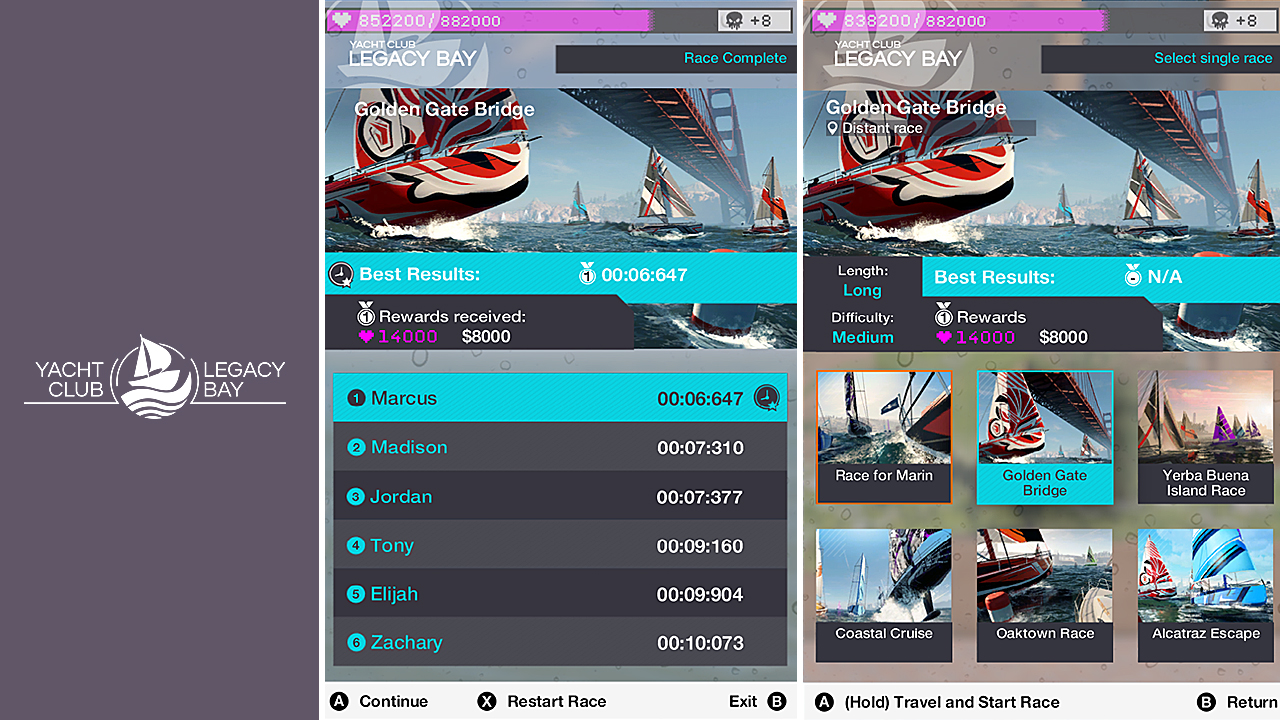 YACHT CLUB
LEGACY BAY
852200/882000
+8
YACHT CLUB
LEGACY BAY
Race Complete
Golden Gate Bridge
Best Results:
1
00:06:647
1 Rewards received:
14000 $8000
1 Marcus 00:06:647
2 Madison 00:07:310
3 Jordan 00:07:377
4 Tony 00:09:160
5 Elijah 00:09:904
6 Zachary 00:10:073
A Continue
X Restart Race
Exit B
838200/882000
+8
YACHT CLUB
LEGACY BAY
Select single race
Golden Gate Bridge
Distant race
Length:
Long
Difficulty:
Medium
Best Results:
- N/A
1 Rewards
14000 $8000
Race for Marin
Golden Gate
Bridge
Yerba Buena
Island Race
Coastal Cruise
Oaktown Race
Alcatraz Escape
A (Hold) Travel and Start Race
B Return